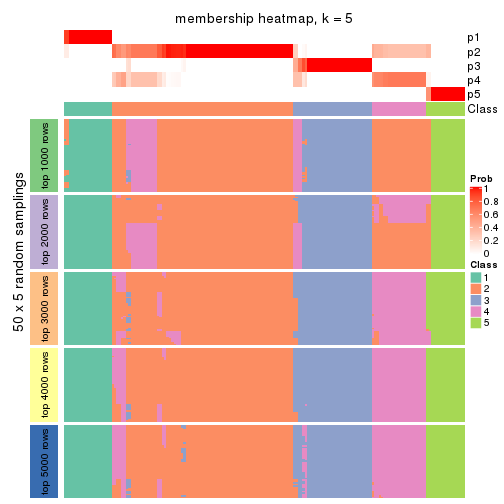 membership heatmap, k = 5
p1
p2
p3
p4
p5
Class
50 x 5 random samplings
top 1000 rows
top 2000 rows
top 3000 rows
top 4000 rows
top 5000 rows
Prob
1
0.8
0.6
0.4
0.2
0
Class
1
2
3
4
5